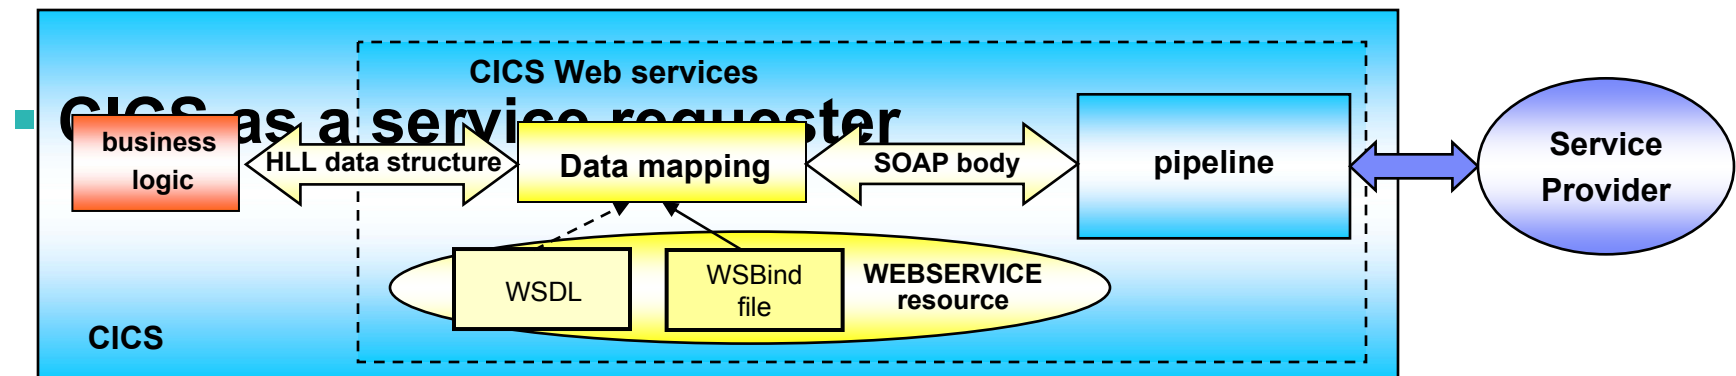 CICS Web services
CICS as a service requester
business
logic
HLL data structure
Data mapping
SOAP body
pipeline
Service
Provider
WSDL
WSBind
file
WEBSERVICE
resource
CICS